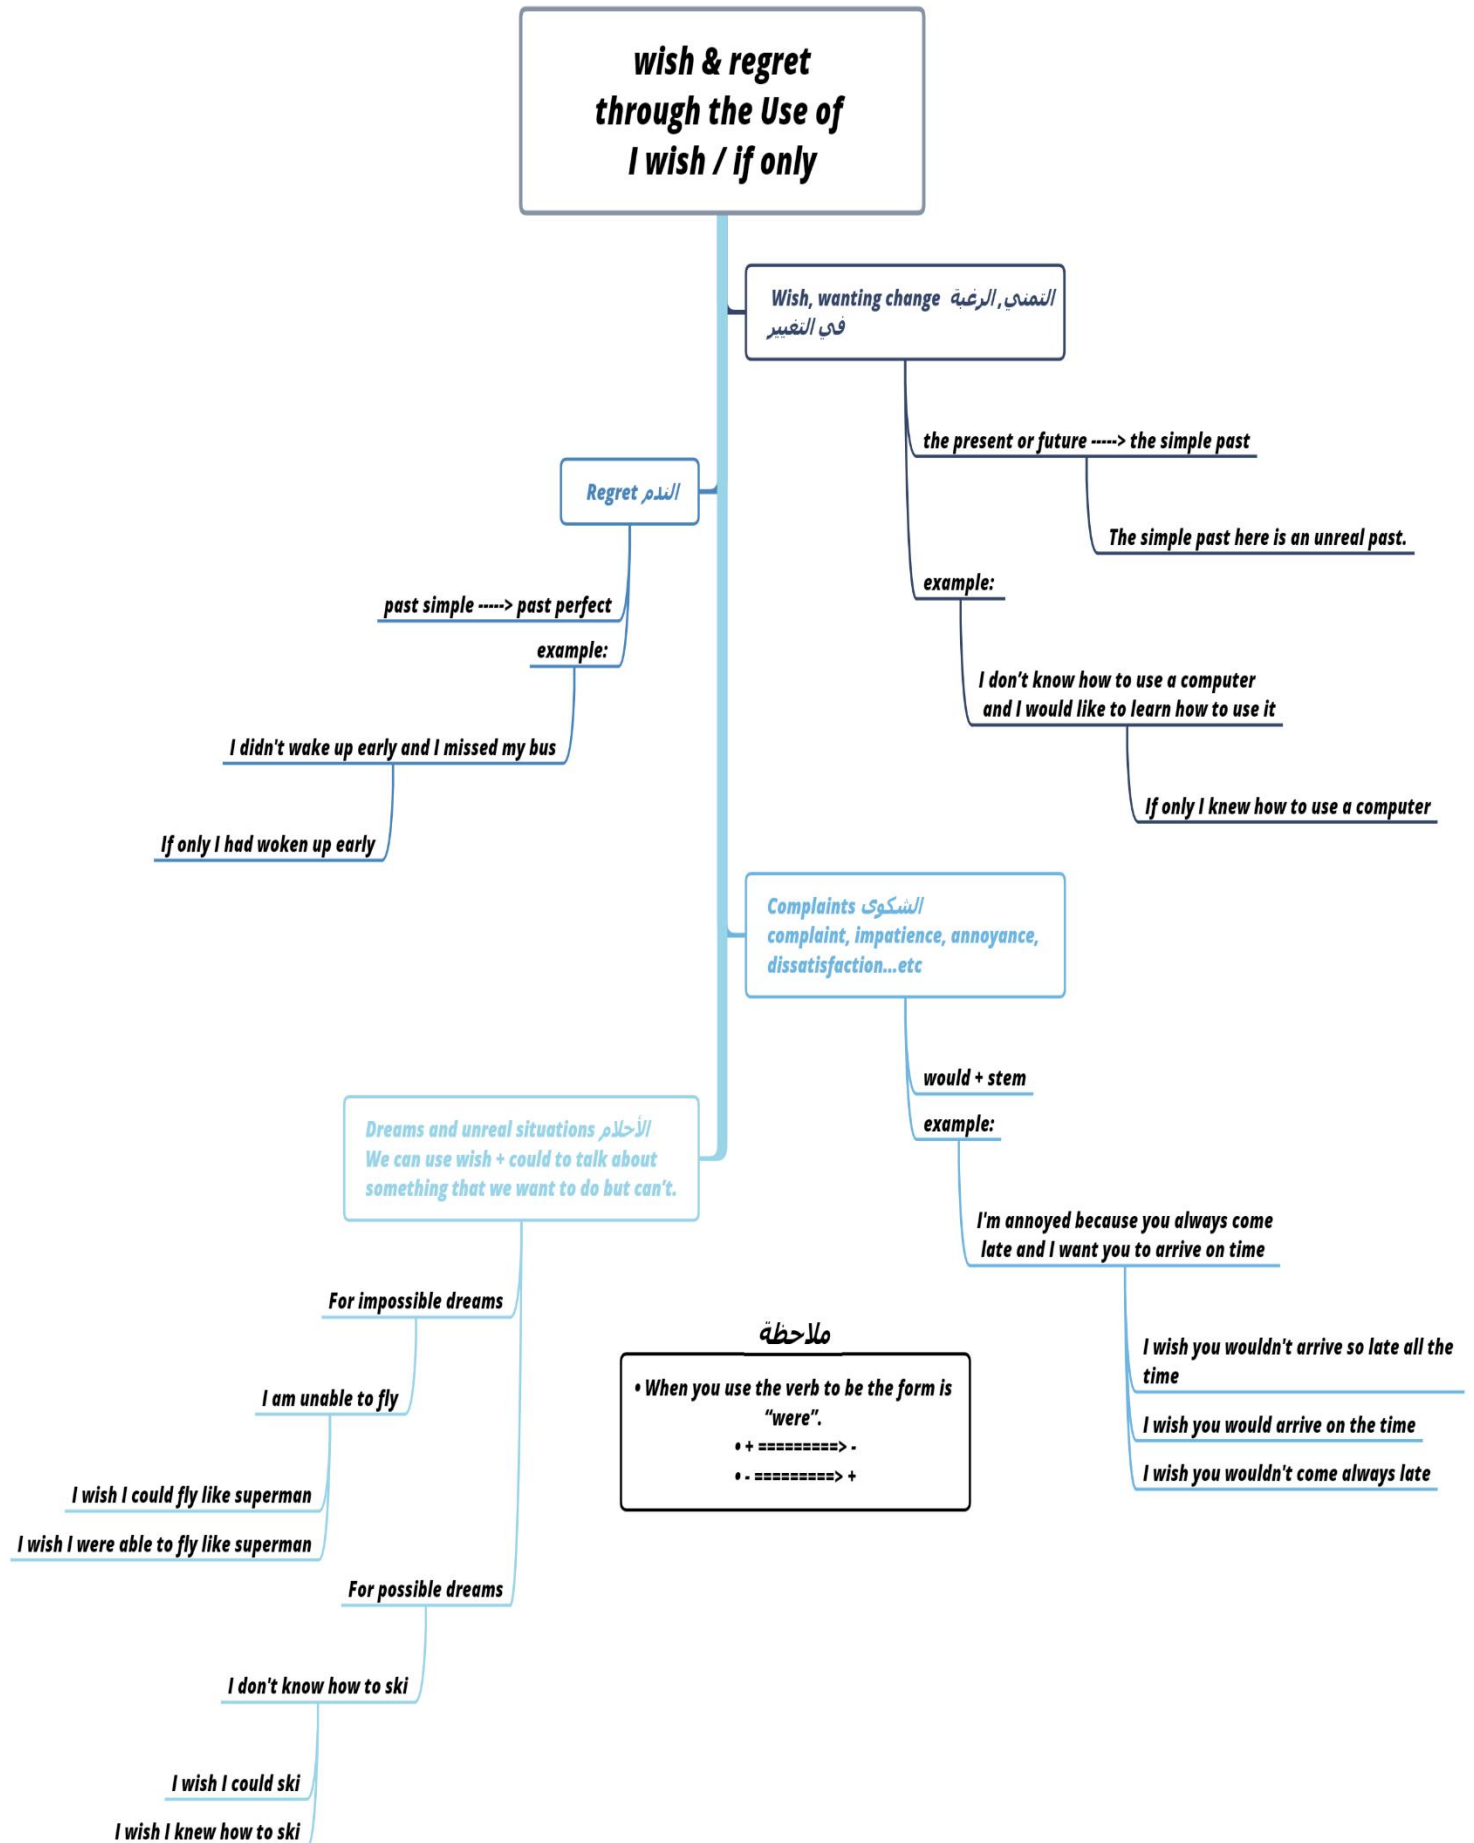 wish & regret
through the Use of
I wish / if only
Wish, wanting change التمني, الرغبة
في التغيير
the present or future -----> the simple past
The simple past here is an unreal past.
example:
I don’t know how to use a computer
and I would like to learn how to use it
If only I knew how to use a computer
Regret الندم
past simple -----> past perfect
example:
I didn't wake up early and I missed my bus
If only I had woken up early
Complaints الشكوى
complaint, impatience, annoyance,
dissatisfaction...etc
would + stem
example:
I'm annoyed because you always come
late and I want you to arrive on time
I wish you wouldn't arrive so late all the
time
I wish you would arrive on the time
I wish you wouldn't come always late
Dreams and unreal situations الأحلام
We can use wish + could to talk about
something that we want to do but can’t.
For impossible dreams
I am unable to fly
I wish I could fly like superman
I wish I were able to fly like superman
For possible dreams
I don't know how to ski
I wish I could ski
I wish I knew how to ski
ملاحظة
• When you use the verb to be the form is
“were”.
• + =========> -
• - =========> +